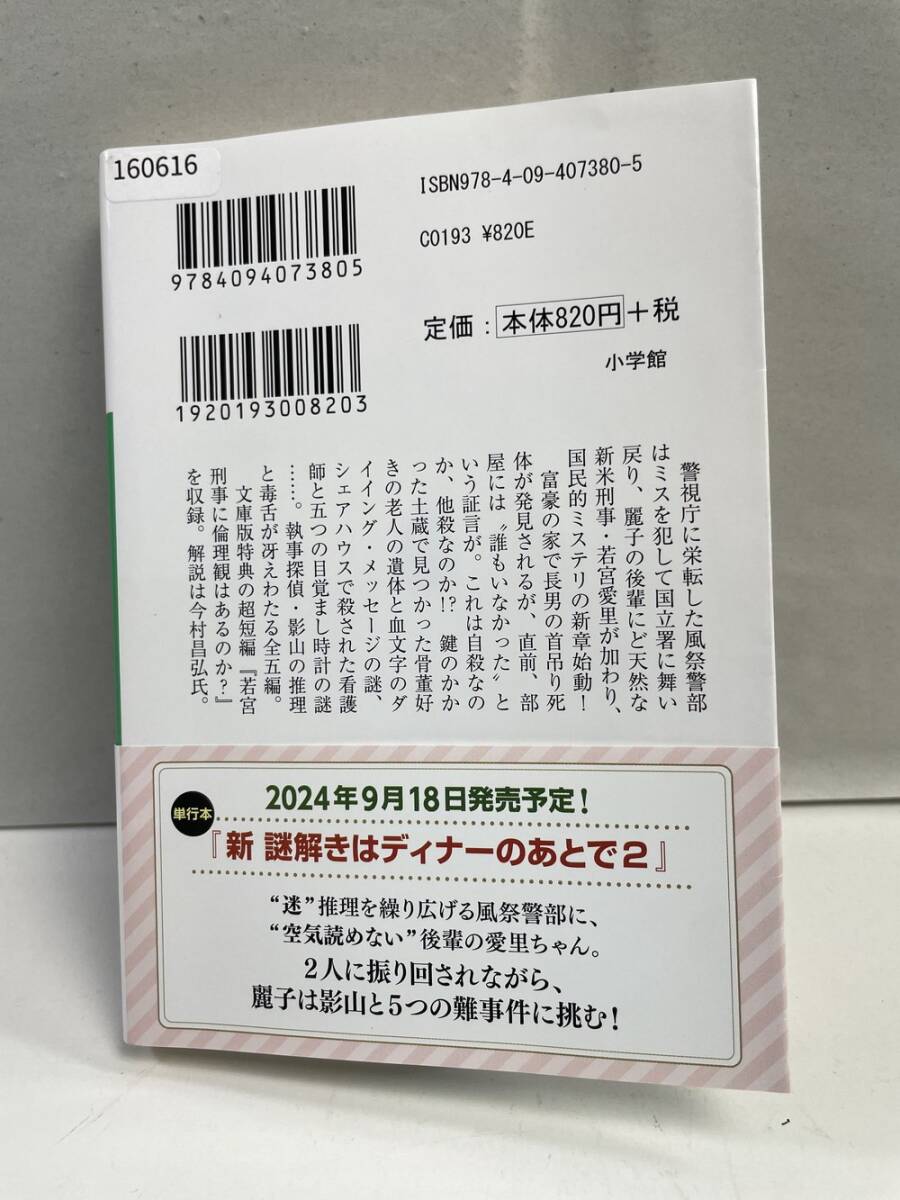 160616
ISBN978-4-09-407380-5
9784094073805
C0193 ¥820E
定価：本体820円＋税
1920193008203
小学館
警視庁に栄転した風祭警部
はミスを犯して国立署に舞い
戻り、麗子の後輩にど天然な
新米刑事・若宮愛里が加わり、
国民的ミステリの新章始動！
富豪の家で長男の首吊り死
体が発見されるが、直前、部
屋には〝誰もいなかった〟と
いう証言が。これは自殺なの
か、他殺なのか!?　鍵のかか
った土蔵で見つかった骨董好
きの老人の遺体と血文字のダ
イイング・メッセージの謎、
シェアハウスで殺された看護
師と五つの目覚まし時計の謎
……。執事探偵・影山の推理
と毒舌が冴えわたる全五編。
文庫版特典の超短編『若宮
刑事に倫理観はあるのか？』
を収録。解説は今村昌弘氏。
2024年9月18日発売予定！
単行本
『新 謎解きはディナーのあとで2』
“迷”推理を繰り広げる風祭警部に、
“空気読めない”後輩の愛里ちゃん。
2人に振り回されながら、
麗子は影山と5つの難事件に挑む！